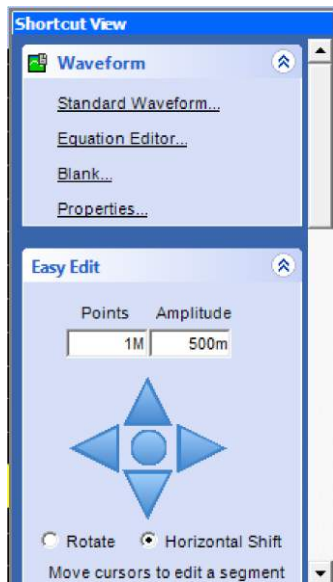 Shortcut View
Waveform
Standard Waveform...
Equation Editor...
Blank...
Properties...
Easy Edit
Points Amplitude
1M 500m
Rotate Horizontal Shift
Move cursors to edit a segment